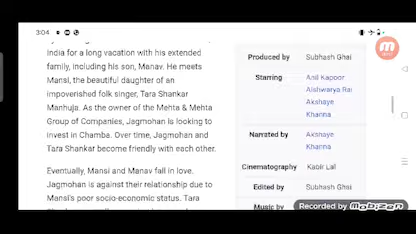 3:04
India for a long vacation with his extended
family, including his son, Manav. He meets
Mansi, the beautiful daughter of an
impoverished folk singer, Tara Shankar
Manhuja. As the owner of the Mehta & Mehta
Group of Companies, Jagmohan is looking to
invest in Chamba. Over time, Jagmohan and
Tara Shankar become friendly with each other.
Eventually, Mansi and Manav fall in love.
Jagmohan is against their relationship due to
Mansi's poor socio-economic status. Tara
Produced by Subhash Ghai
Starring Anil Kapoor
Aishwarya Rai
Akshaye
Khanna
Narrated by Akshaye
Khanna
Cinematography Kabir Lal
Edited by Subhash Ghai
Music by
Recorded by Mobizen